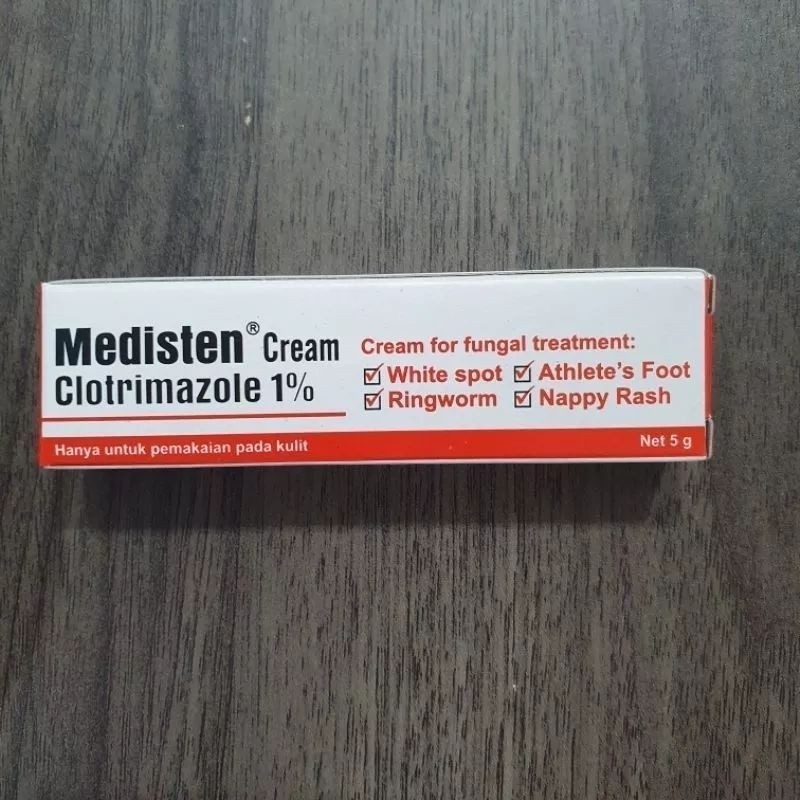 Medisten® Cream
Clotrimazole 1%
Cream for fungal treatment:
White spot
Athlete's Foot
Ringworm
Nappy Rash
Hanya untuk pemakaian pada kulit
Net 5 g